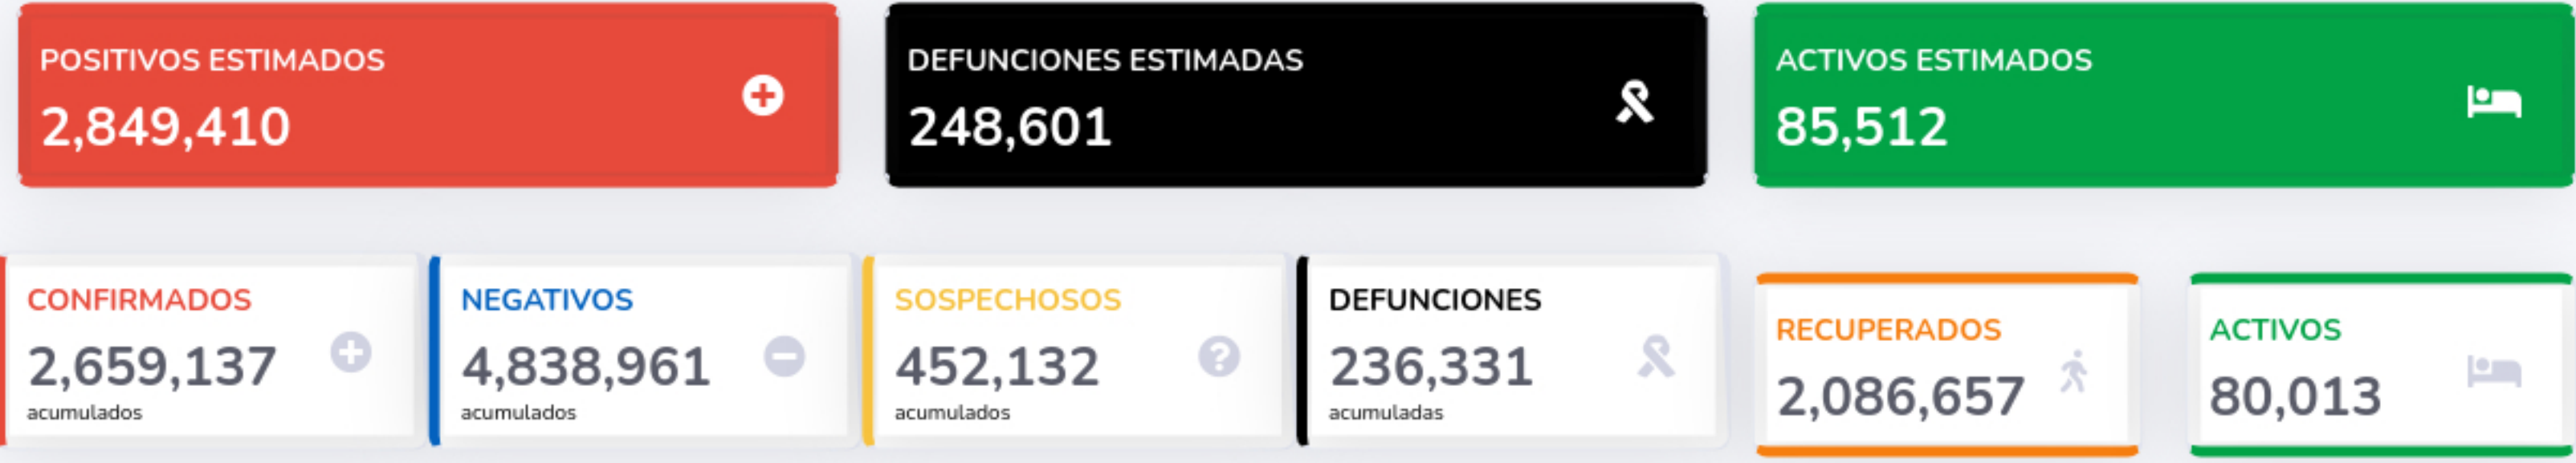 POSITIVOS ESTIMADOS
2,849,410
DEFUNCIONES ESTIMADAS
248,601
ACTIVOS ESTIMADOS
85,512
CONFIRMADOS
2,659,137
acumulados
NEGATIVOS
4,838,961
acumulados
SOSPECHOSOS
452,132
acumulados
DEFUNCIONES
236,331
acumuladas
RECUPERADOS
2,086,657
ACTIVOS
80,013